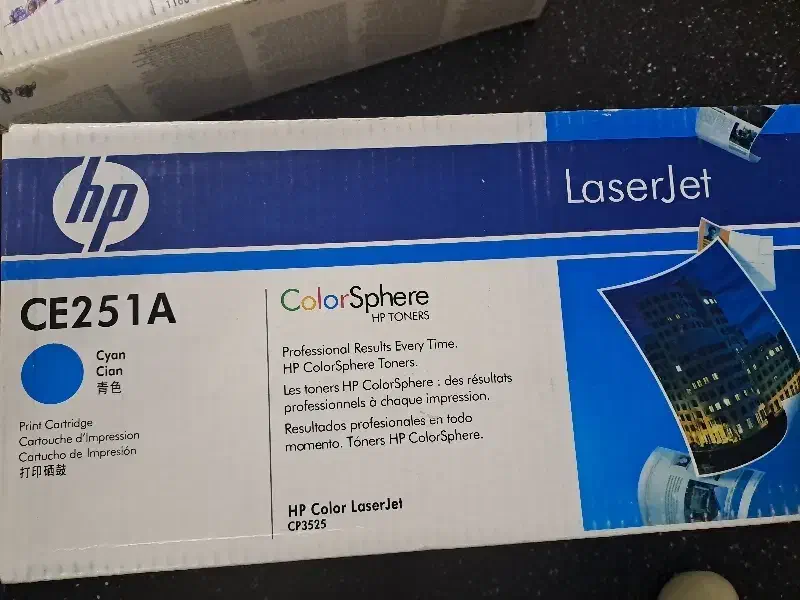 hp
LaserJet
CE251A
Cyan
Cian
青色
Print Cartridge
Cartouche d'Impression
Cartucho de Impresión
打印硒鼓
ColorSphere
HP TONERS
Professional Results Every Time.
HP ColorSphere Toners.
Les toners HP ColorSphere : des résultats
professionnels à chaque impression.
Resultados profesionales en todo
momento. Tóners HP ColorSphere.
HP Color LaserJet
CP3525